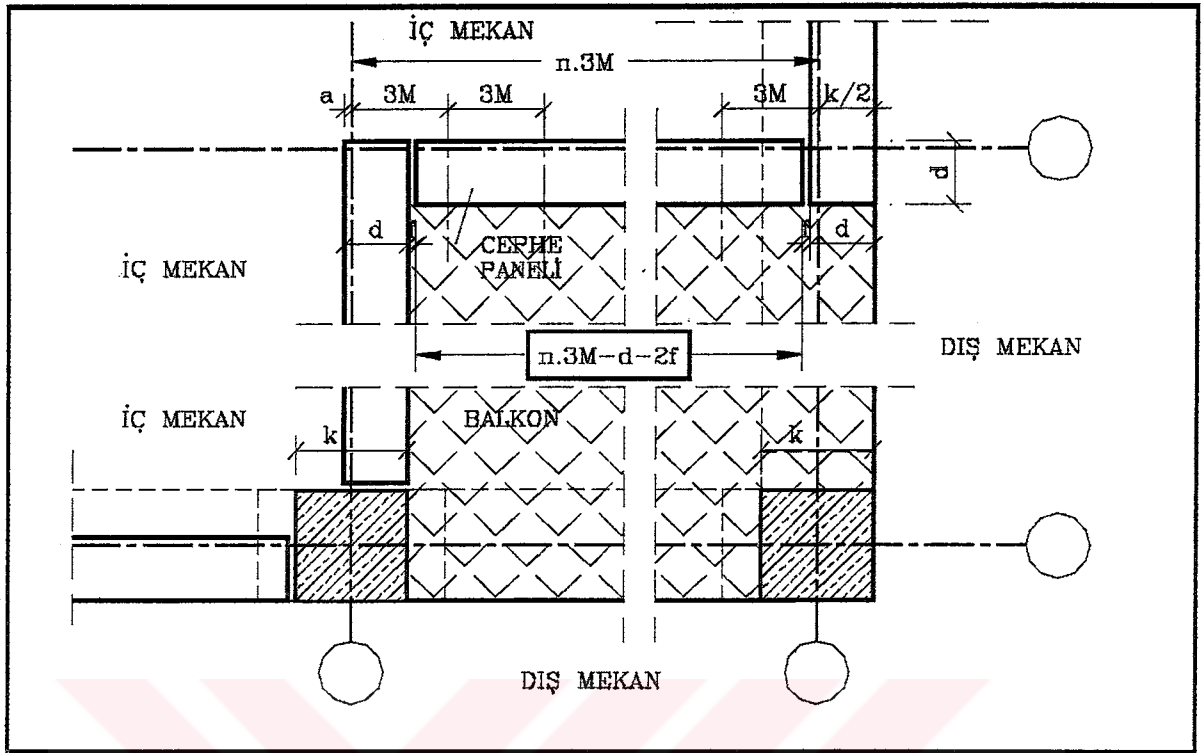 İÇ MEKAN
n.3M
a
3M
3M
3M
k/2
d
d
d
CEPHE
PANELİ
İÇ MEKAN
DIŞ MEKAN
n.3M-d-2f
İÇ MEKAN
BALKON
k
k
DIŞ MEKAN